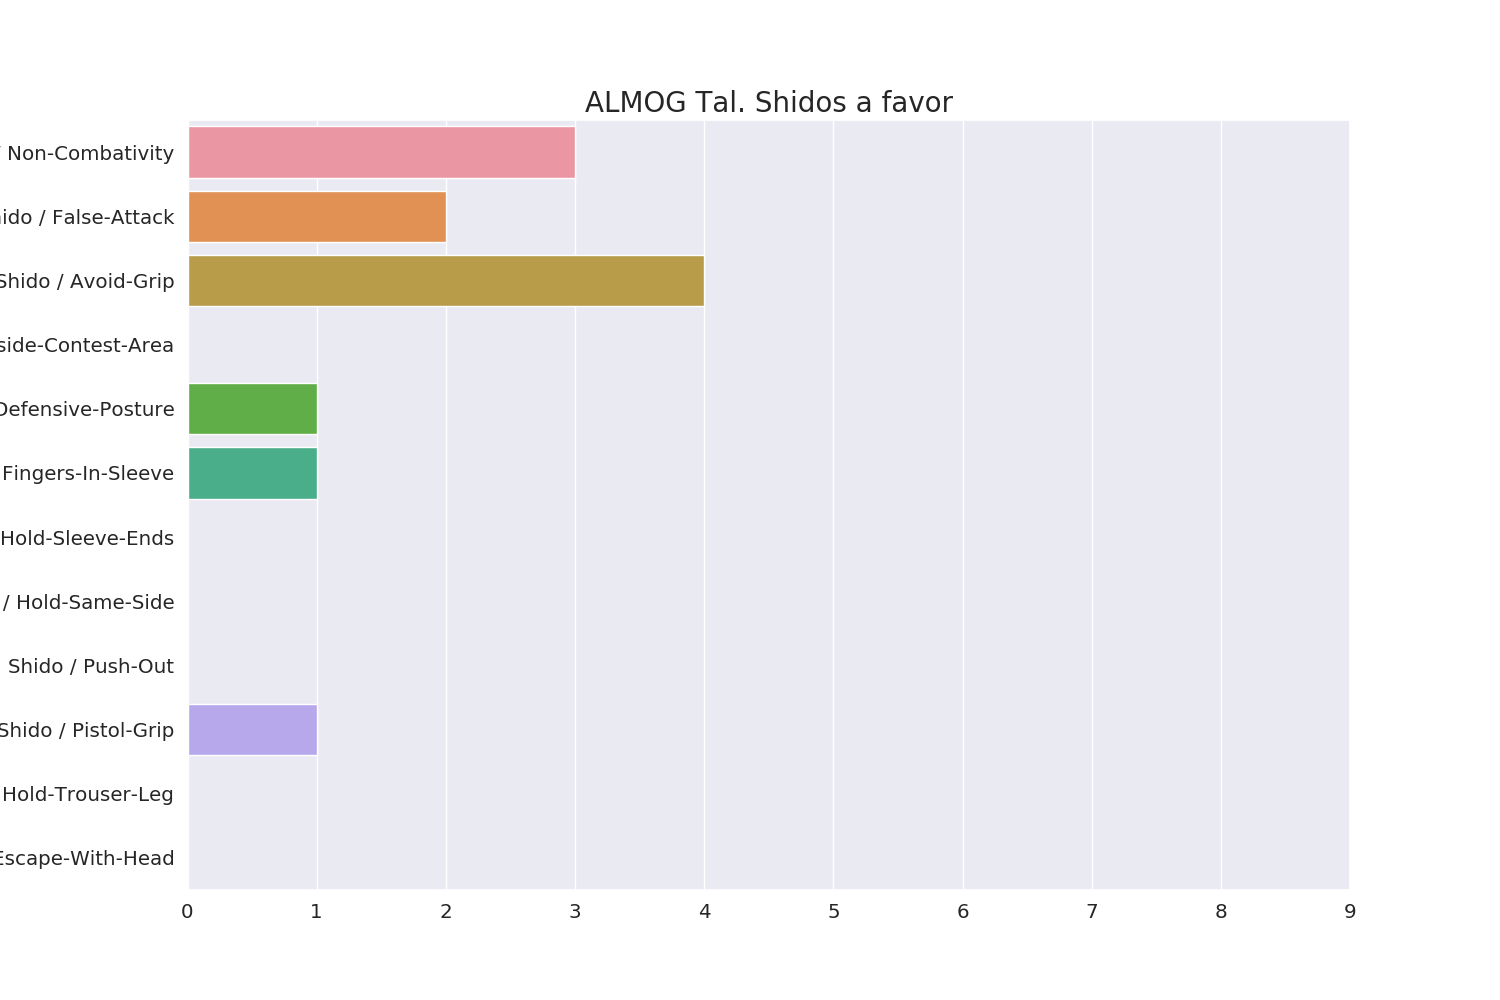 ALMOG Tal. Shidos a favor
/ Non-Combativity
/ False-Attack
Shido / Avoid-Grip
-Contest-Area
Defensive-Posture
Fingers-In-Sleeve
Hold-Sleeve-Ends
/ Hold-Same-Side
Shido / Push-Out
Shido / Pistol-Grip
Hold-Trouser-Leg
Escape-With-Head
0 1 2 3 4 5 6 7 8 9